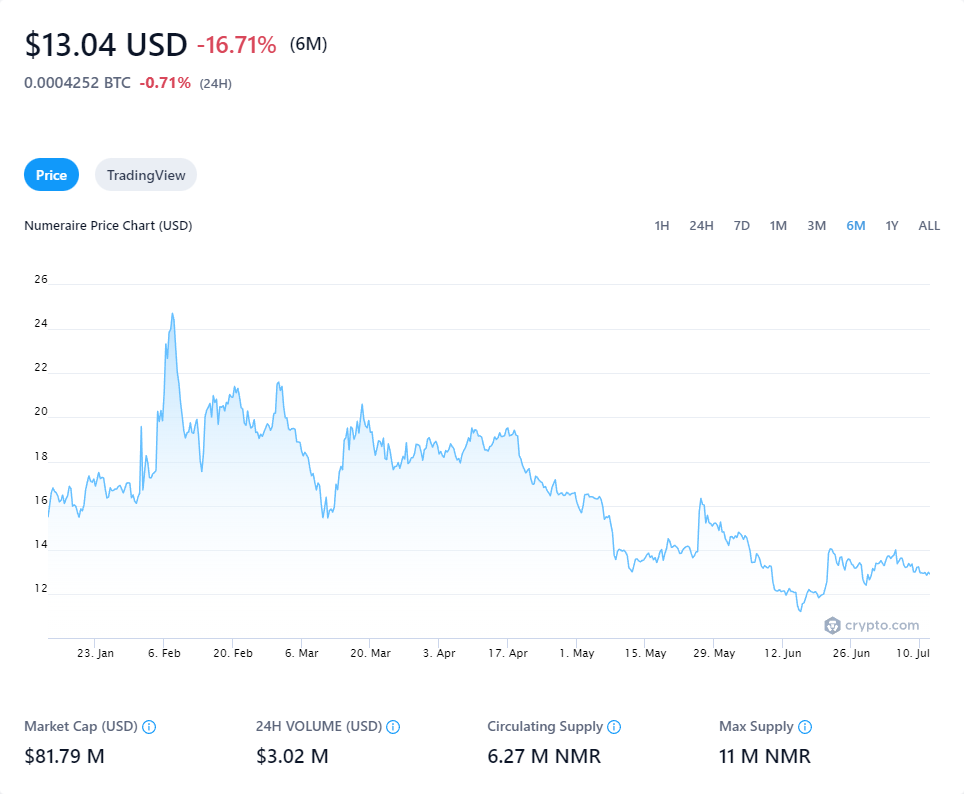 $13.04 USD -16.71% (6M)
0.0004252 BTC -0.71% (24H)
Price TradingView
Numeraire Price Chart (USD) 1H 24H 7D 1M 3M 6M 1Y ALL
26
24
22
20
18
16
14
12
crypto.com
23. Jan 6. Feb 20. Feb 6. Mar 20. Mar 3. Apr 17. Apr 1. May 15. May 29. May 12. Jun 26. Jun 10. Jul
Market Cap (USD) 24H VOLUME (USD) Circulating Supply Max Supply
$81.79 M $3.02 M 6.27 M NMR 11 M NMR